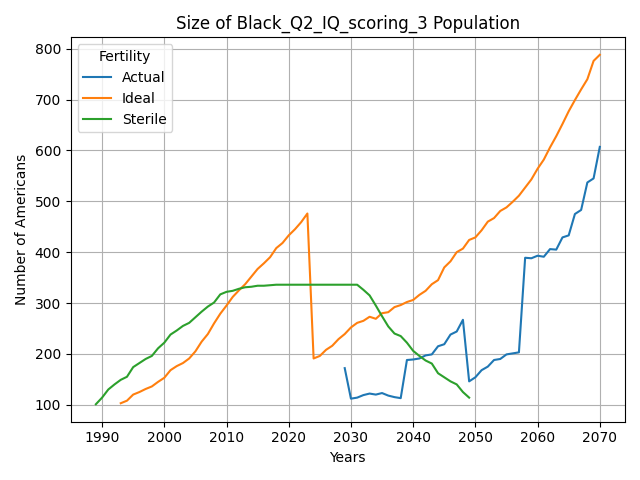 Size of Black_Q2_IQ_scoring_3 Population
Fertility
Actual
Ideal
Sterile
Number of Americans
800
700
600
500
400
300
200
100
1990 2000 2010 2020 2030 2040 2050 2060 2070
Years